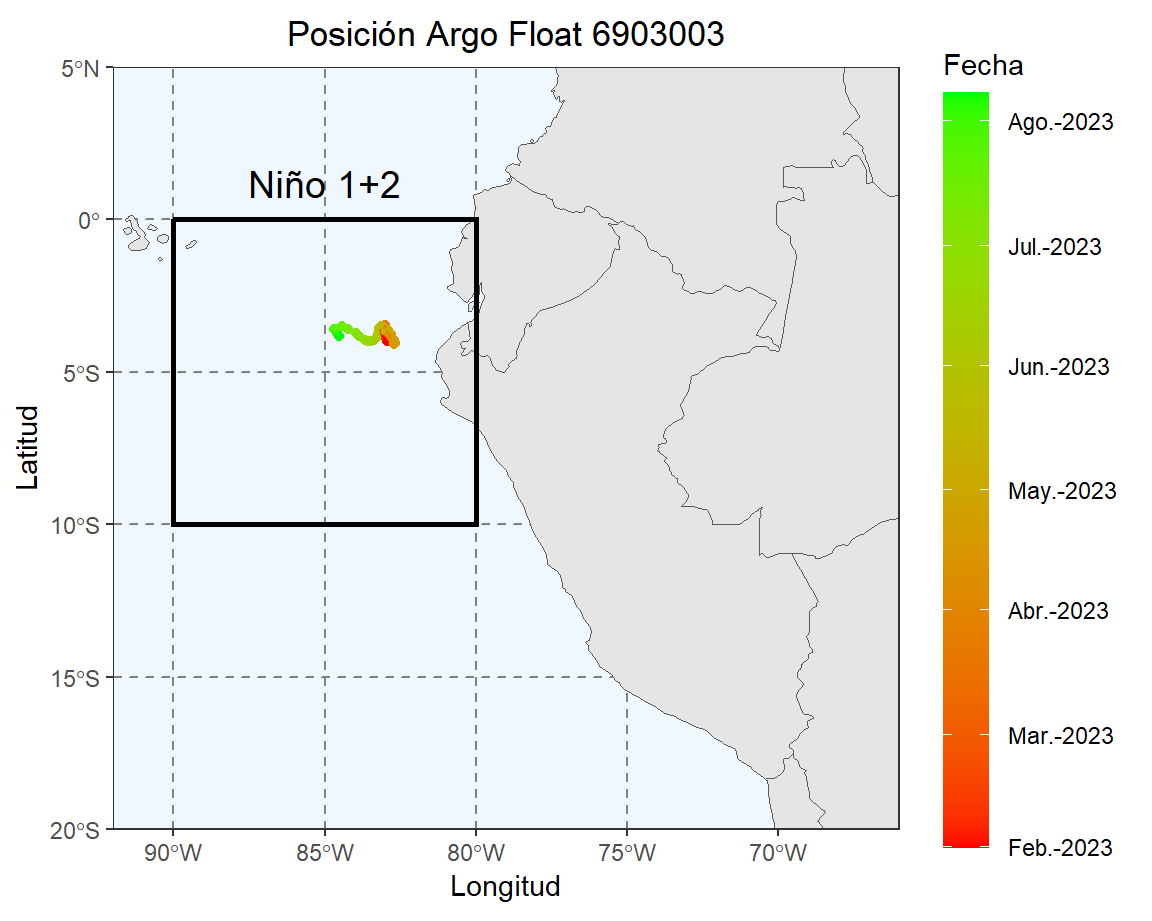 Posición Argo Float 6903003
Fecha
5°N
0°
5°S
10°S
15°S
20°S
Latitud
Niño 1+2
90°W
85°W
80°W
75°W
70°W
Longitud
Ago.-2023
Jul.-2023
Jun.-2023
May.-2023
Abr.-2023
Mar.-2023
Feb.-2023